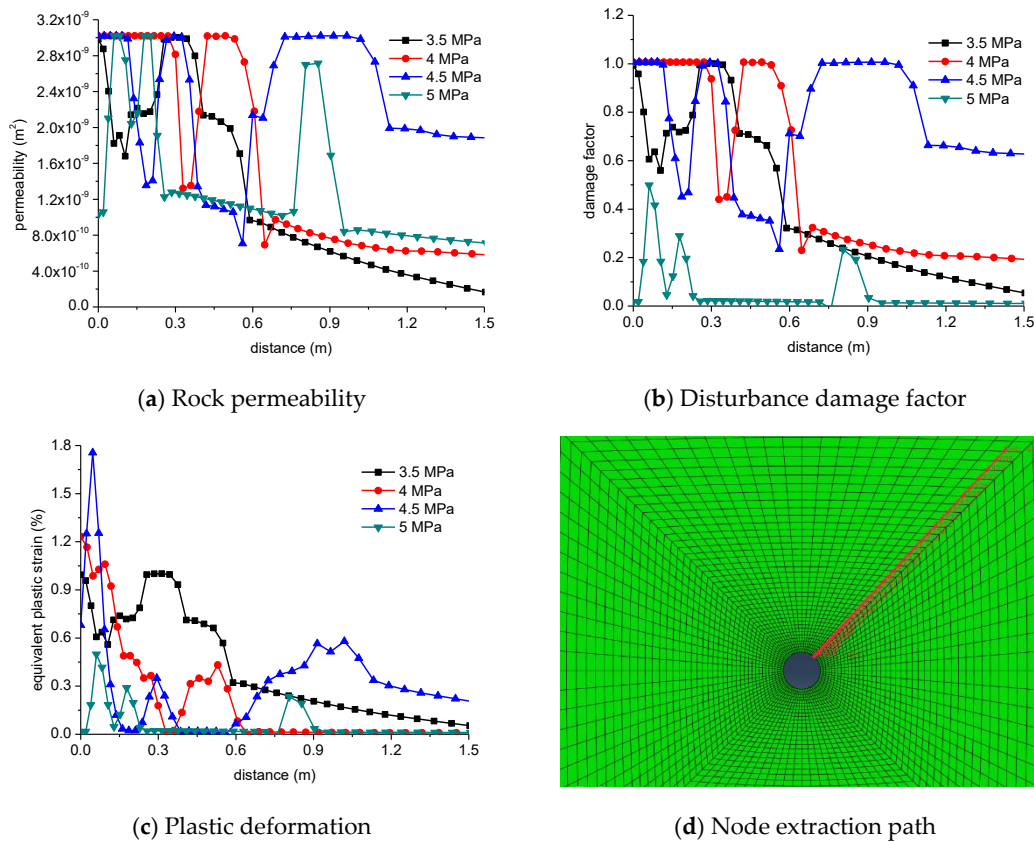 3.2x10⁻⁹
2.8x10⁻⁹
2.4x10⁻⁹
2.0x10⁻⁹
1.6x10⁻⁹
1.2x10⁻⁹
8.0x10⁻¹⁰
4.0x10⁻¹⁰
0.0
permeability (m²)
3.5 MPa
4 MPa
4.5 MPa
5 MPa
0.0 0.3 0.6 0.9 1.2 1.5
distance (m)
(a) Rock permeability
1.2
1.0
0.8
0.6
0.4
0.2
0.0
damage factor
3.5 MPa
4 MPa
4.5 MPa
5 MPa
0.0 0.3 0.6 0.9 1.2 1.5
distance (m)
(b) Disturbance damage factor
1.8
1.5
1.2
0.9
0.6
0.3
0.0
equivalent plastic strain (%)
3.5 MPa
4 MPa
4.5 MPa
5 MPa
0.0 0.3 0.6 0.9 1.2 1.5
distance (m)
(c) Plastic deformation
(d) Node extraction path